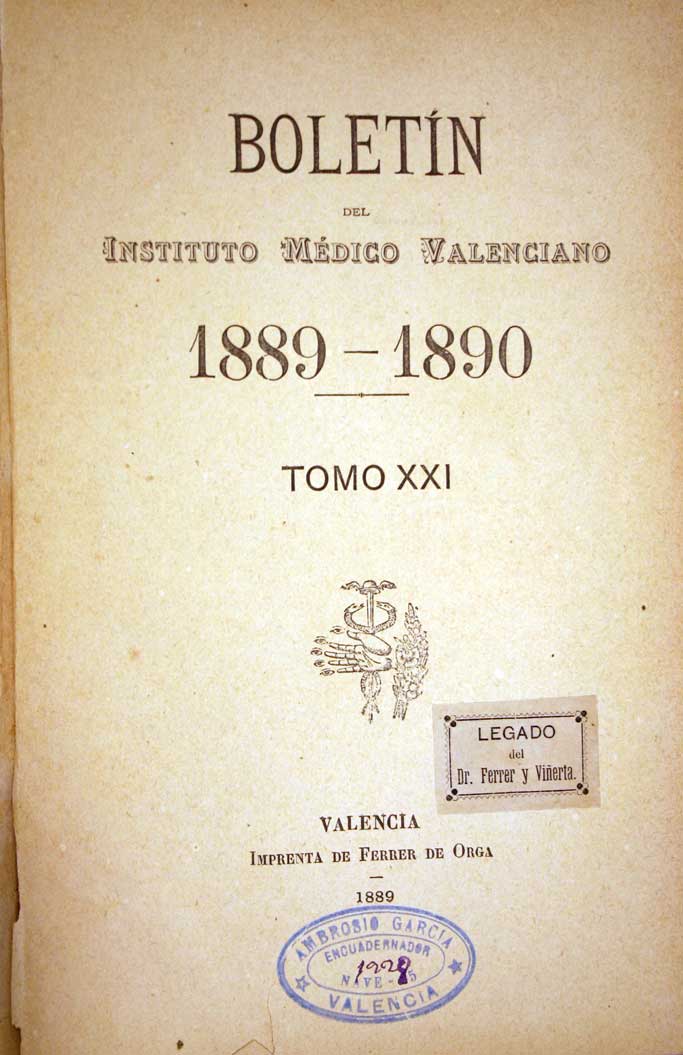 BOLETÍN
DEL
INSTITUTO MÉDICO VALENCIANO
1889-1890
TOMO XXI
LEGADO
del
Dr. Ferrer y Viñerta.
VALENCIA
IMPRENTA DE FERRER DE ORGA
1889
AMBROSIO GARCIA
ENCUADERNADOR
NAVE-
VALENCIA